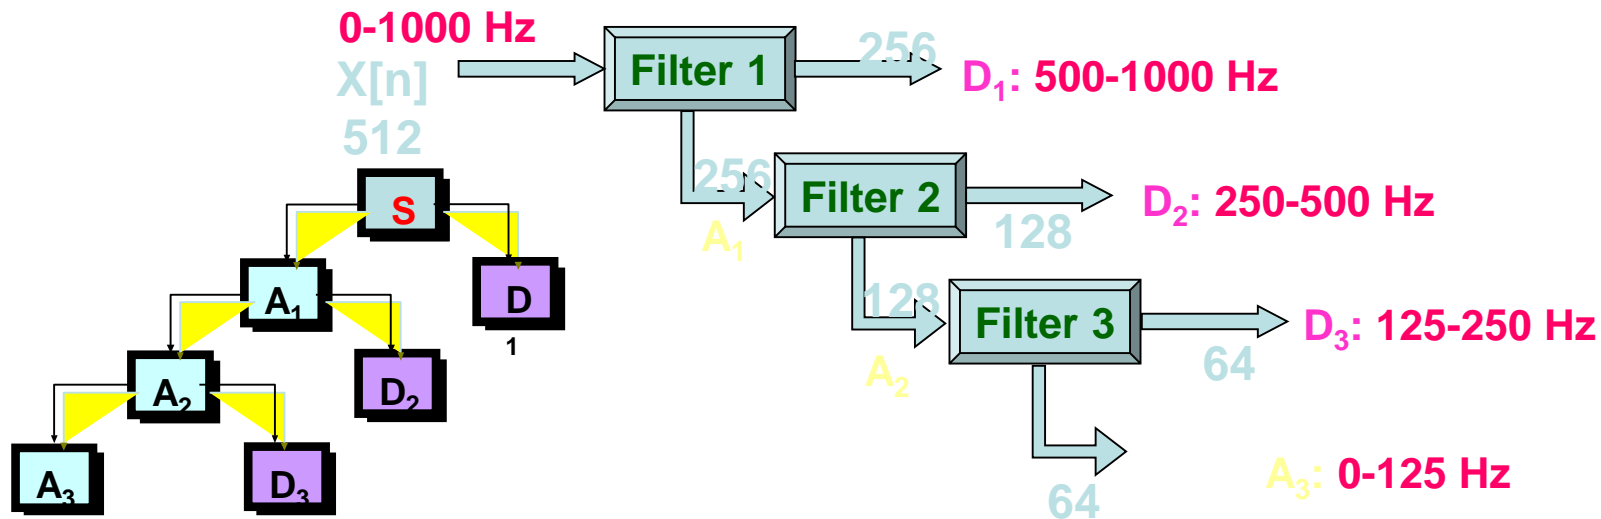 0-1000 Hz
X[n]
512
Filter 1
256
D₁: 500-1000 Hz
256
A₁
Filter 2
128
D₂: 250-500 Hz
128
A₂
Filter 3
64
D₃: 125-250 Hz
64
A₃: 0-125 Hz
S
A₁
D
1
A₂
D₂
A₃
D₃